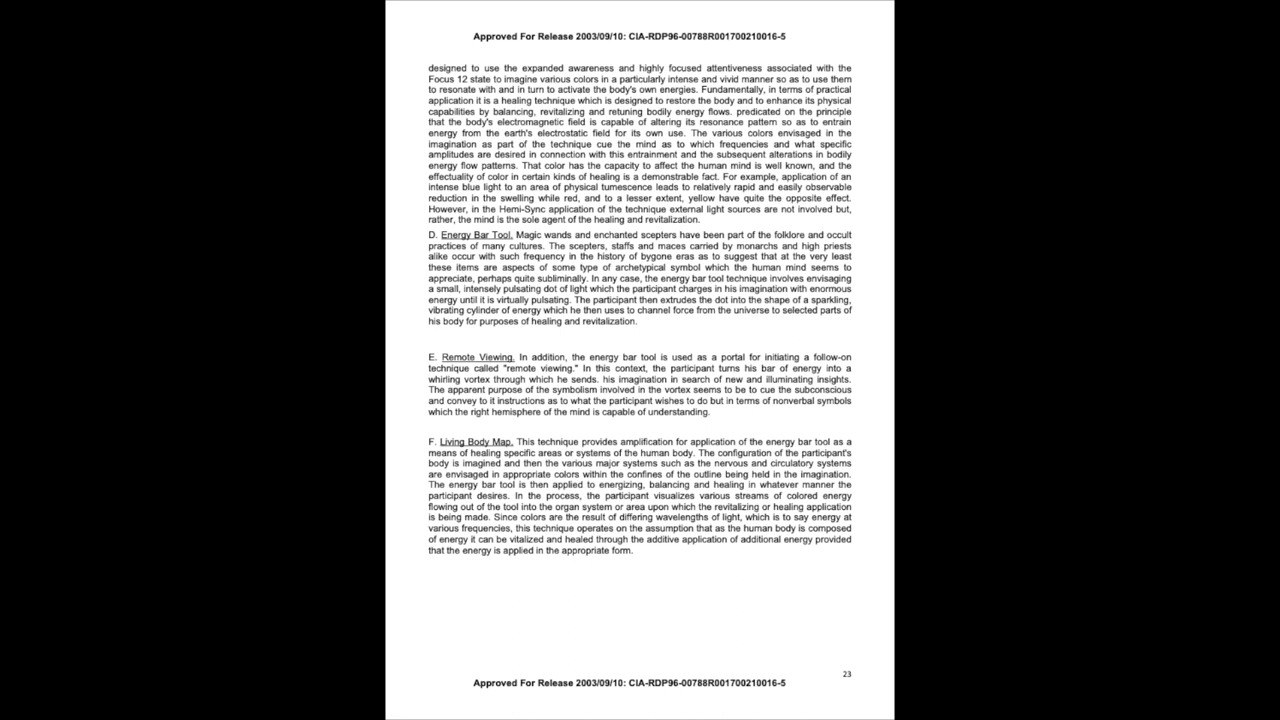 Approved For Release 2003/09/10: CIA-RDP96-00788R001700210016-5
designed to use the expanded awareness and highly focused attentiveness associated with the
Focus 12 state to imagine various colors in a particularly intense and vivid manner so as to use them
to resonate with and in turn to activate the body's own energies. Fundamentally, in terms of practical
application it is a healing technique which is designed to restore the body and to enhance its physical
capabilities by balancing, revitalizing and retuning bodily energy flows. predicated on the principle
that the body's electromagnetic field is capable of altering its resonance pattern so as to entrain
energy from the earth's electrostatic field for its own use. The various colors envisaged in the
imagination as part of the technique cue the mind as to which frequencies and what specific
amplitudes are desired in connection with this entrainment and the subsequent alterations in bodily
energy flow patterns. That color has the capacity to affect the human mind is well known, and the
effectuality of color in certain kinds of healing is a demonstrable fact. For example, application of an
intense blue light to an area of physical tumescence leads to relatively rapid and easily observable
reduction in the swelling while red, and to a lesser extent, yellow have quite the opposite effect.
However, in the Hemi-Sync application of the technique external light sources are not involved but,
rather, the mind is the sole agent of the healing and revitalization.
D. Energy Bar Tool. Magic wands and enchanted scepters have been part of the folklore and occult
practices of many cultures. The scepters, staffs and maces carried by monarchs and high priests
alike occur with such frequency in the history of bygone eras as to suggest that at the very least
these items are aspects of some type of archetypical symbol which the human mind seems to
appreciate, perhaps quite subliminally. In any case, the energy bar tool technique involves envisaging
a small, intensely pulsating dot of light which the participant charges in his imagination with enormous
energy until it is virtually pulsating. The participant then extrudes the dot into the shape of a sparkling,
vibrating cylinder of energy which he then uses to channel force from the universe to selected parts of
his body for purposes of healing and revitalization.
E. Remote Viewing. In addition, the energy bar tool is used as a portal for initiating a follow-on
technique called "remote viewing." In this context, the participant turns his bar of energy into a
whirling vortex through which he sends. his imagination in search of new and illuminating insights.
The apparent purpose of the symbolism involved in the vortex seems to be to cue the subconscious
and convey to it instructions as to what the participant wishes to do but in terms of nonverbal symbols
which the right hemisphere of the mind is capable of understanding.
F. Living Body Map. This technique provides amplification for application of the energy bar tool as a
means of healing specific areas or systems of the human body. The configuration of the participant's
body is imagined and then the various major systems such as the nervous and circulatory systems
are envisaged in appropriate colors within the confines of the outline being held in the imagination.
The energy bar tool is then applied to energizing, balancing and healing in whatever manner the
participant desires. In the process, the participant visualizes various streams of colored energy
flowing out of the tool into the organ system or area upon which the revitalizing or healing application
is being made. Since colors are the result of differing wavelengths of light, which is to say energy at
various frequencies, this technique operates on the assumption that as the human body is composed
of energy it can be vitalized and healed through the additive application of additional energy provided
that the energy is applied in the appropriate form.
23
Approved For Release 2003/09/10: CIA-RDP96-00788R001700210016-5